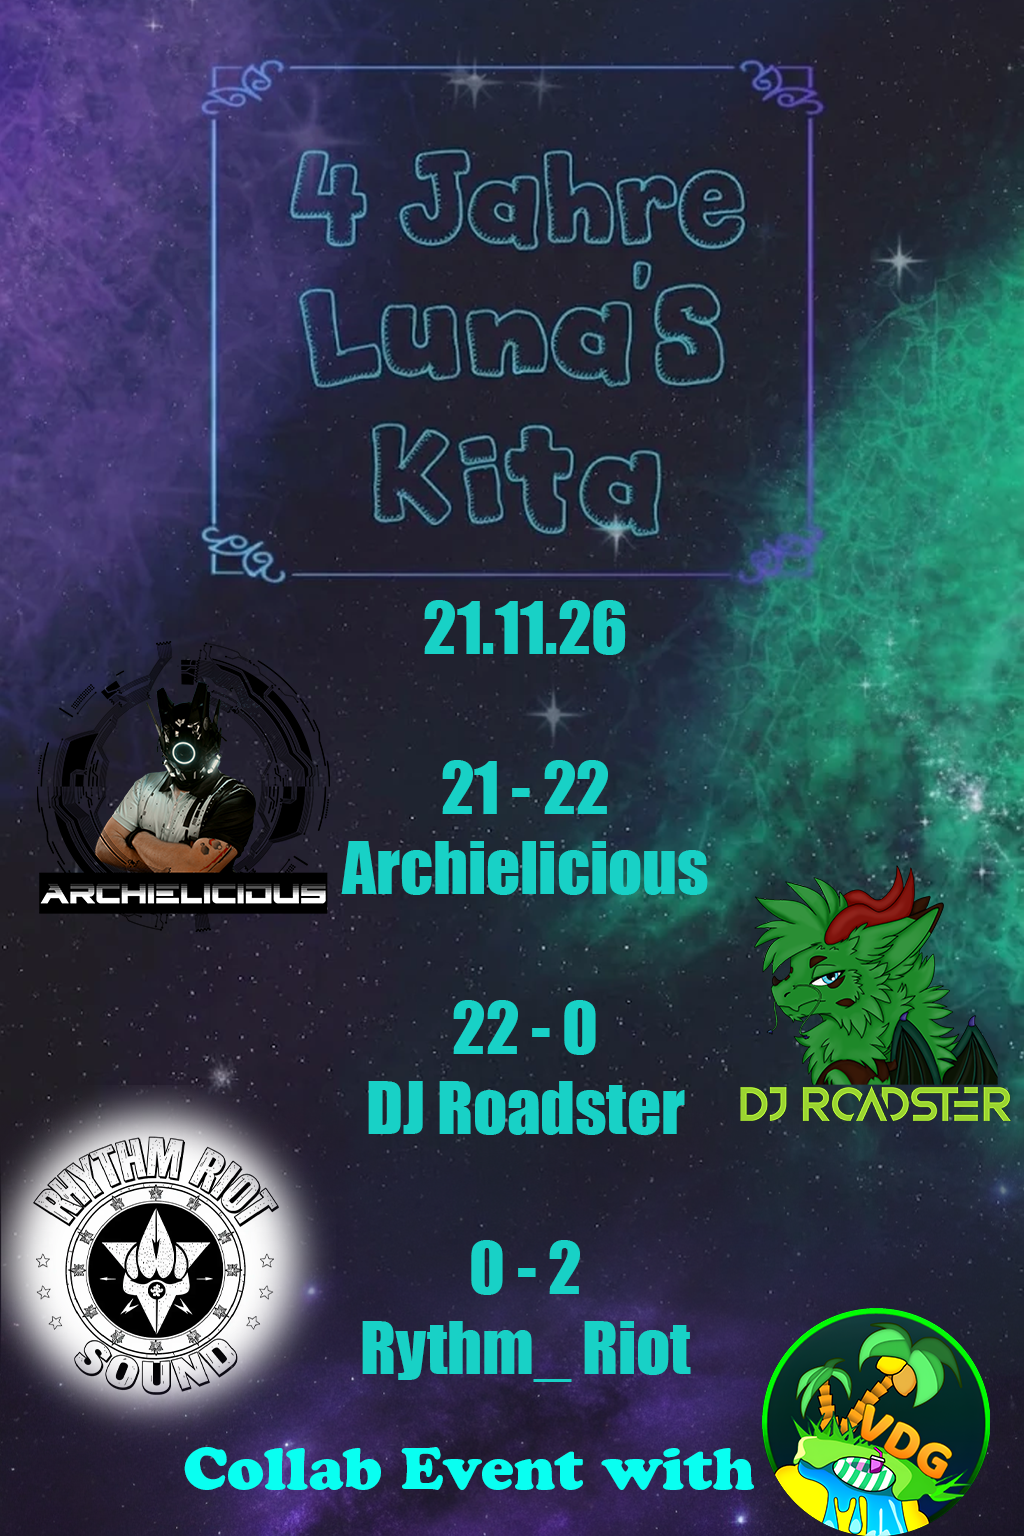 4 Jahre
Luna's
Kita
21.11.26
21 - 22
Archielicious
ARCHIELICIOUS
22 - 0
DJ Roadster
DJ ROADSTER
RHYTHM RIOT
SOUND
0 - 2
Rythm_ Riot
VDG
Collab Event with